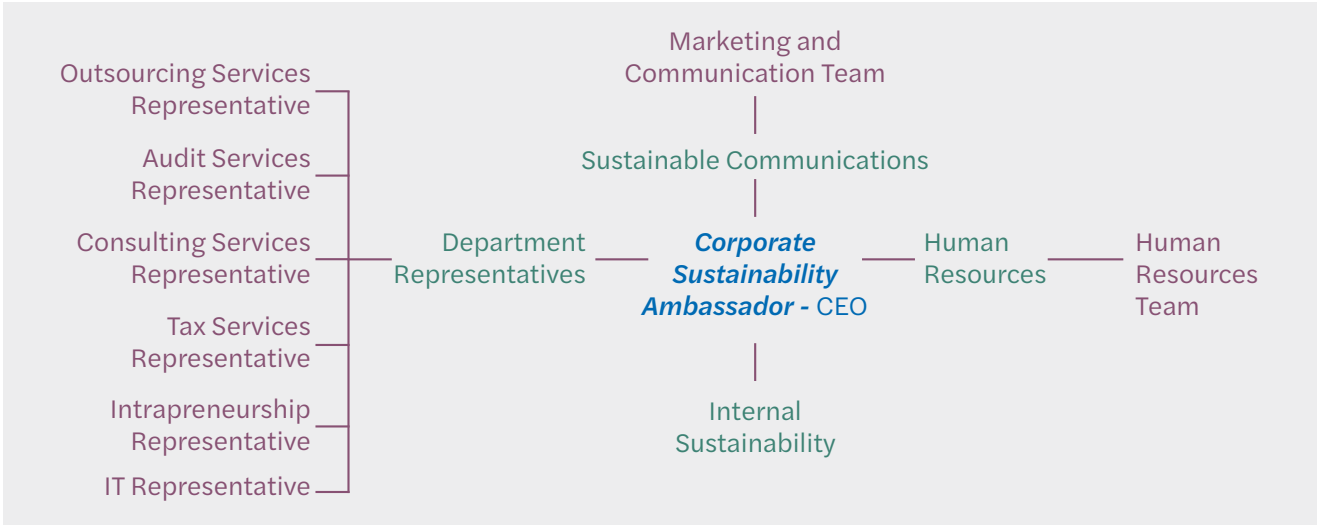 Marketing and
Communication Team
Outsourcing Services
Representative
Audit Services
Representative
Sustainable Communications
Consulting Services
Representative
Department
Representatives
Corporate
Sustainability
Ambassador - CEO
Human
Resources
Human
Resources
Team
Tax Services
Representative
Intrapreneurship
Representative
Internal
Sustainability
IT Representative